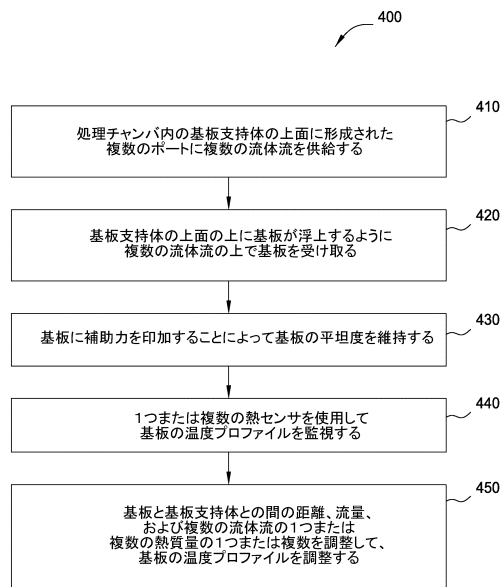 400
410
処理チャンバ内の基板支持体の上面に形成された
複数のポートに複数の流体流を供給する
420
基板支持体の上面の上に基板が浮上するように
複数の流体流の上で基板を受け取る
430
基板に補助力を印加することによって基板の平坦度を維持する
440
1つまたは複数の熱センサを使用して
基板の温度プロファイルを監視する
450
基板と基板支持体との間の距離、流量、
および複数の流体流の1つまたは
複数の熱質量の1つまたは複数を調整して、
基板の温度プロファイルを調整する